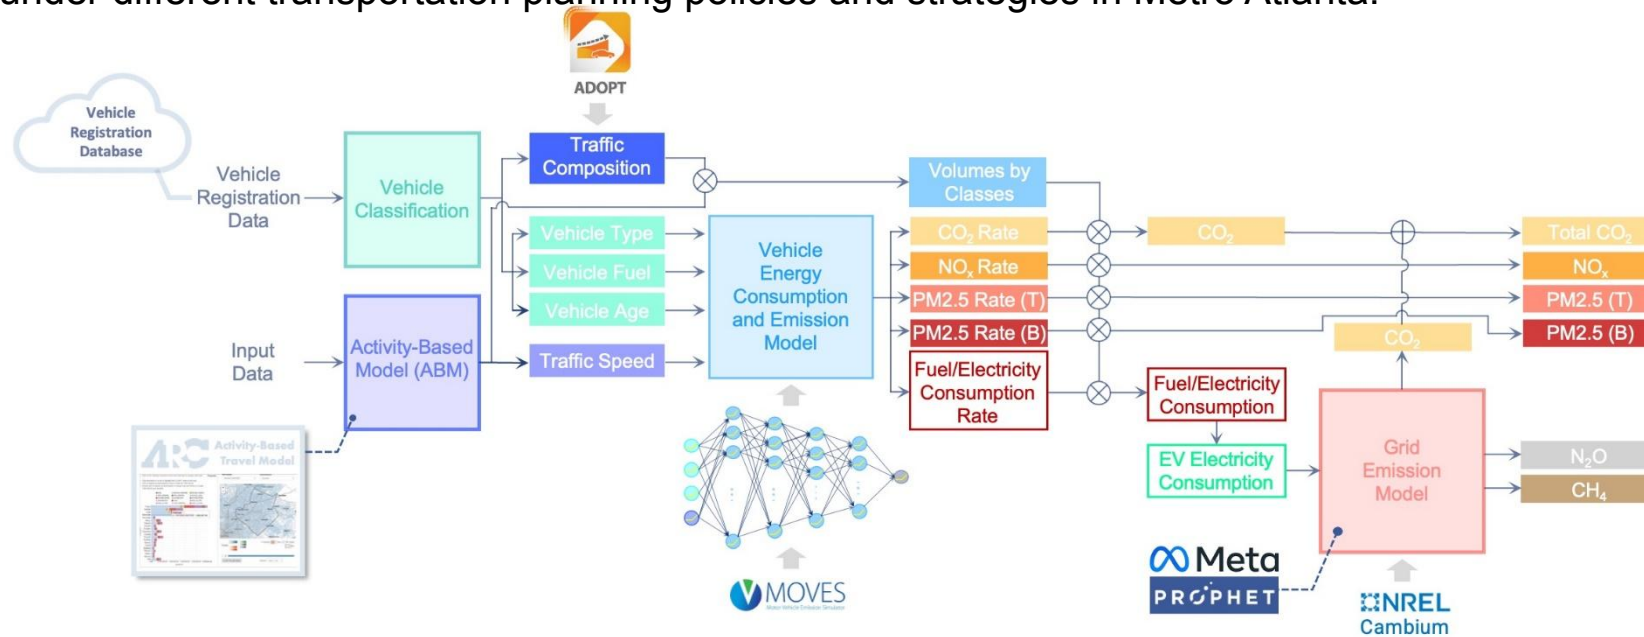 under different transportation planning policies and strategies in Metro Atlanta.
ADOPT
Vehicle
Registration
Database
Vehicle
Registration
Data
Vehicle
Classification
Traffic
Composition
Volumes by
Classes
Vehicle Type
Vehicle Fuel
Vehicle Age
Traffic Speed
Vehicle
Energy
Consumption
and Emission
Model
CO₂ Rate
NOₓ Rate
PM2.5 Rate (T)
PM2.5 Rate (B)
Fuel/Electricity
Consumption
Rate
CO₂
Total CO₂
NOₓ
PM2.5 (T)
PM2.5 (B)
CO₂
Input
Data
Activity-Based
Model (ABM)
Fuel/Electricity
Consumption
EV Electricity
Consumption
Grid
Emission
Model
N₂O
CH₄
ARC
Activity-Based
Travel Model
MOVES
Meta
PROPHET
NREL
Cambium